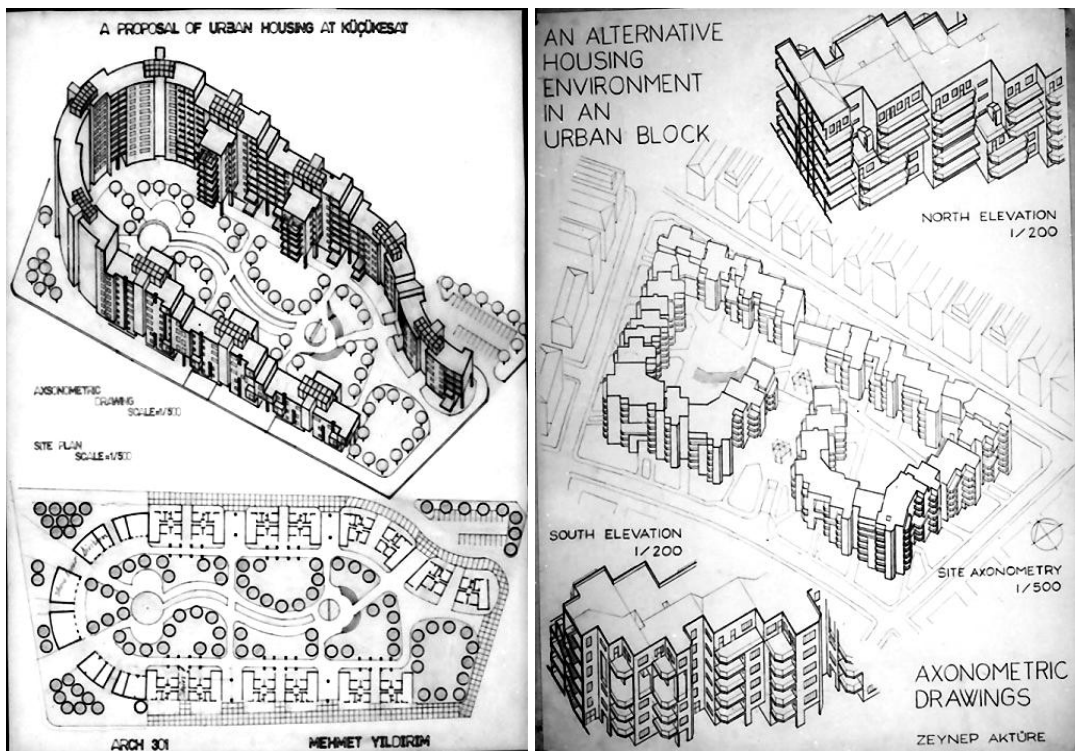 A PROPOSAL OF URBAN HOUSING AT KÜÇÜKESAT
AXSONOMETRIC
DRAWING
SCALE=1/500
SITE PLAN
SCALE=1/500
ARCH 301
MEHMET YILDIRIM
AN ALTERNATIVE
HOUSING
ENVIRONMENT
IN AN
URBAN BLOCK
NORTH ELEVATION
1/200
SOUTH ELEVATION
1/200
SITE AXONOMETRY
1/500
AXONOMETRIC
DRAWINGS
ZEYNEP AKTÜRE